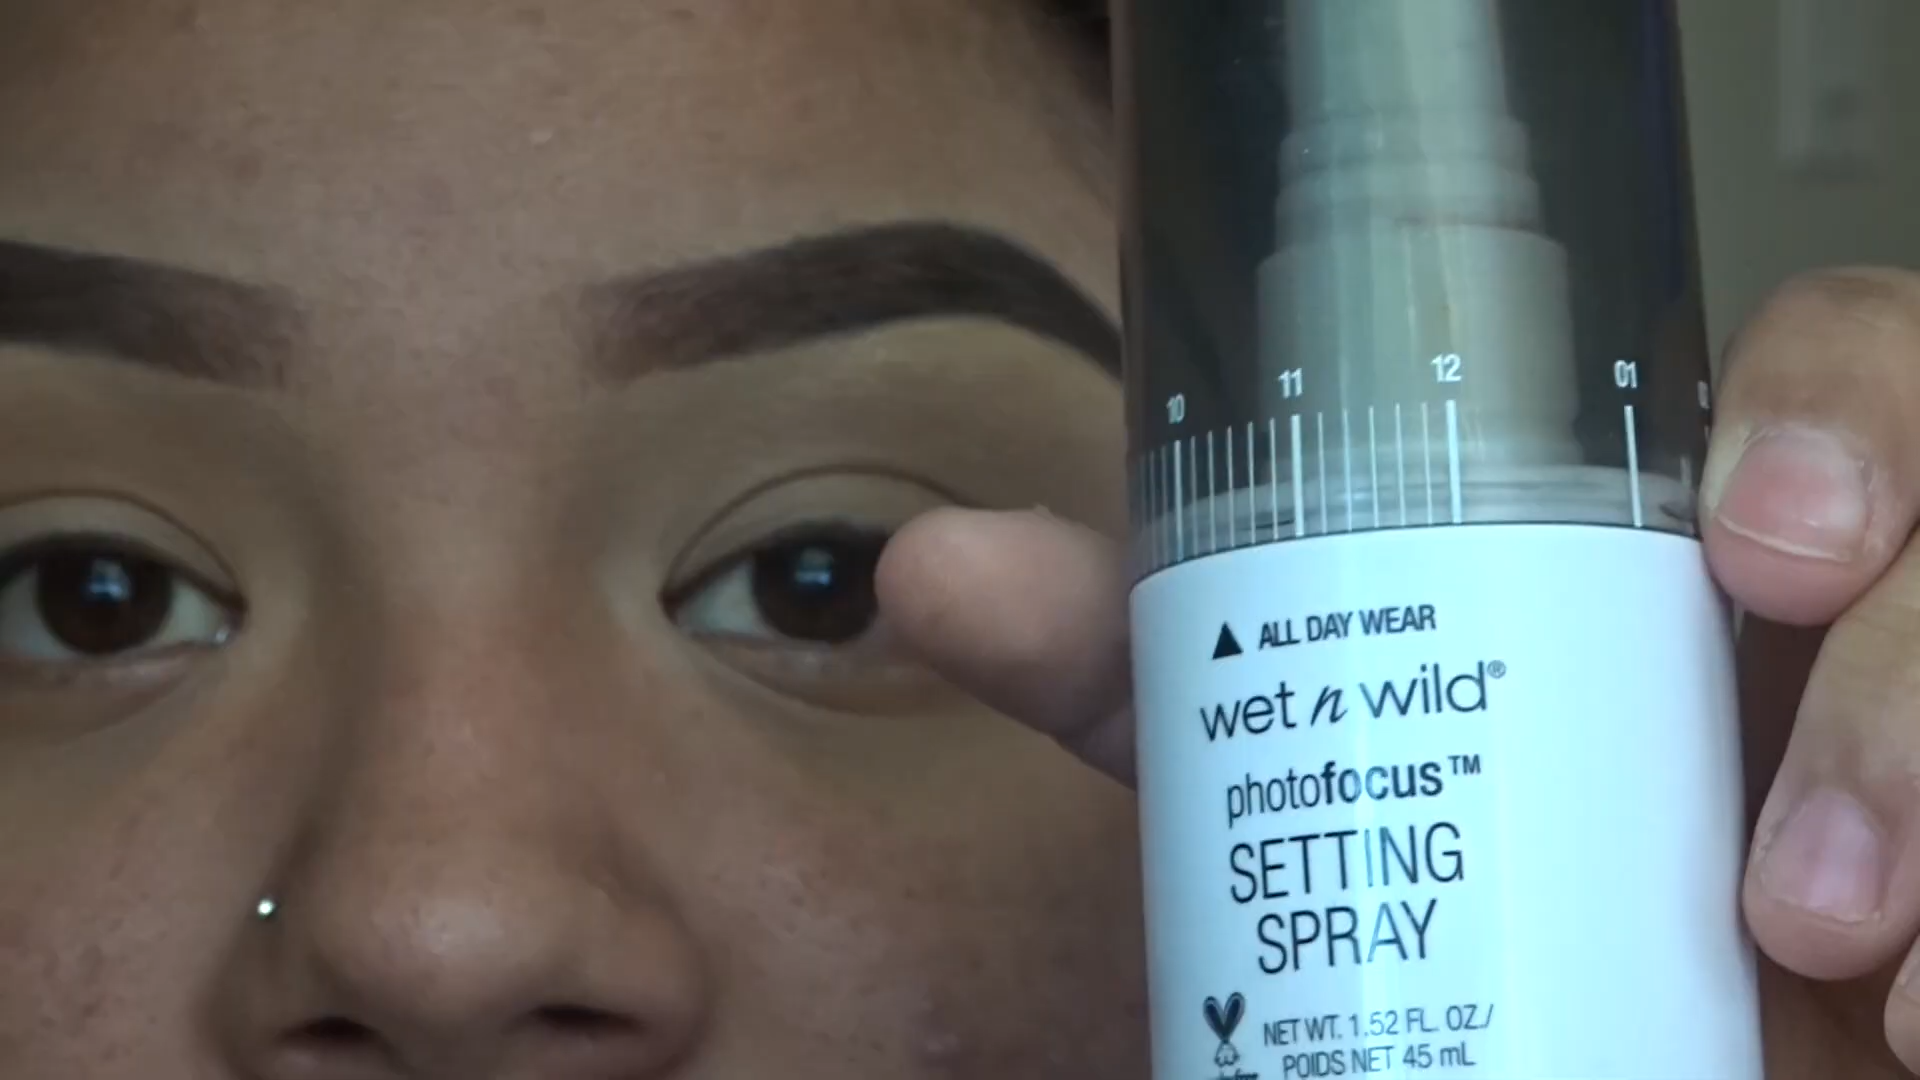 10 11 12 01
ALL DAY WEAR
wet n wild®
photofocus™
SETTING
SPRAY
NET WT. 1.52 FL. OZ./
POIDS NET 45 mL